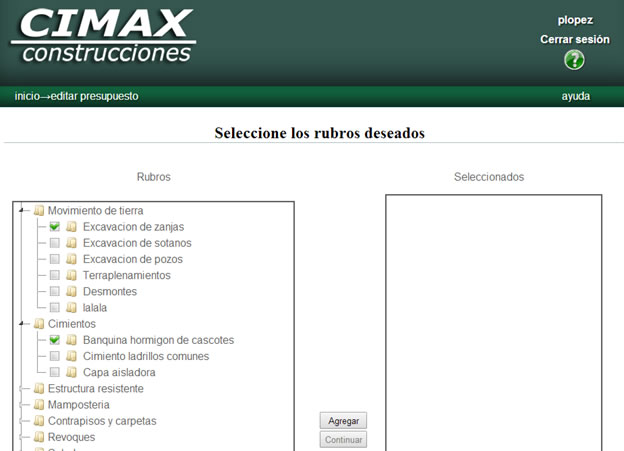 CIMAX
construcciones
plopez
Cerrar sesión
?
inicio→editar presupuesto
ayuda
Seleccione los rubros deseados
Rubros
Seleccionados
Movimiento de tierra
Excavacion de zanjas
Excavacion de sotanos
Excavacion de pozos
Terraplenamientos
Desmontes
lalala
Cimientos
Banquina hormigon de cascotes
Cimiento ladrillos comunes
Capa aisladora
Estructura resistente
Mamposteria
Contrapisos y carpetas
Revoques
Agregar
Continuar